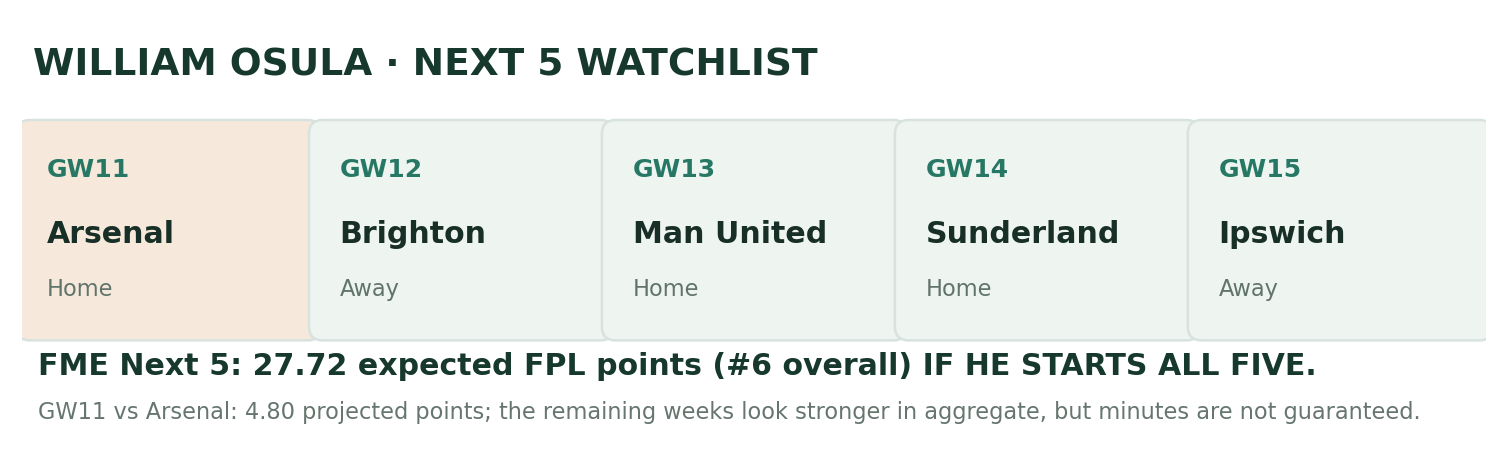 WILLIAM OSULA · NEXT 5 WATCHLIST
GW11
Arsenal
Home
GW12
Brighton
Away
GW13
Man United
Home
GW14
Sunderland
Home
GW15
Ipswich
Away
FME Next 5: 27.72 expected FPL points (#6 overall) IF HE STARTS ALL FIVE.
GW11 vs Arsenal: 4.80 projected points; the remaining weeks look stronger in aggregate, but minutes are not guaranteed.